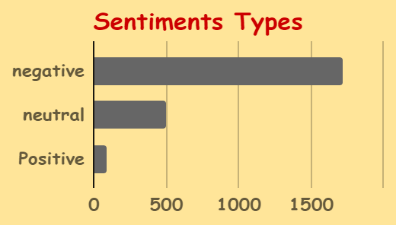 Sentiments Types
negative
neutral
Positive
0 500 1000 1500